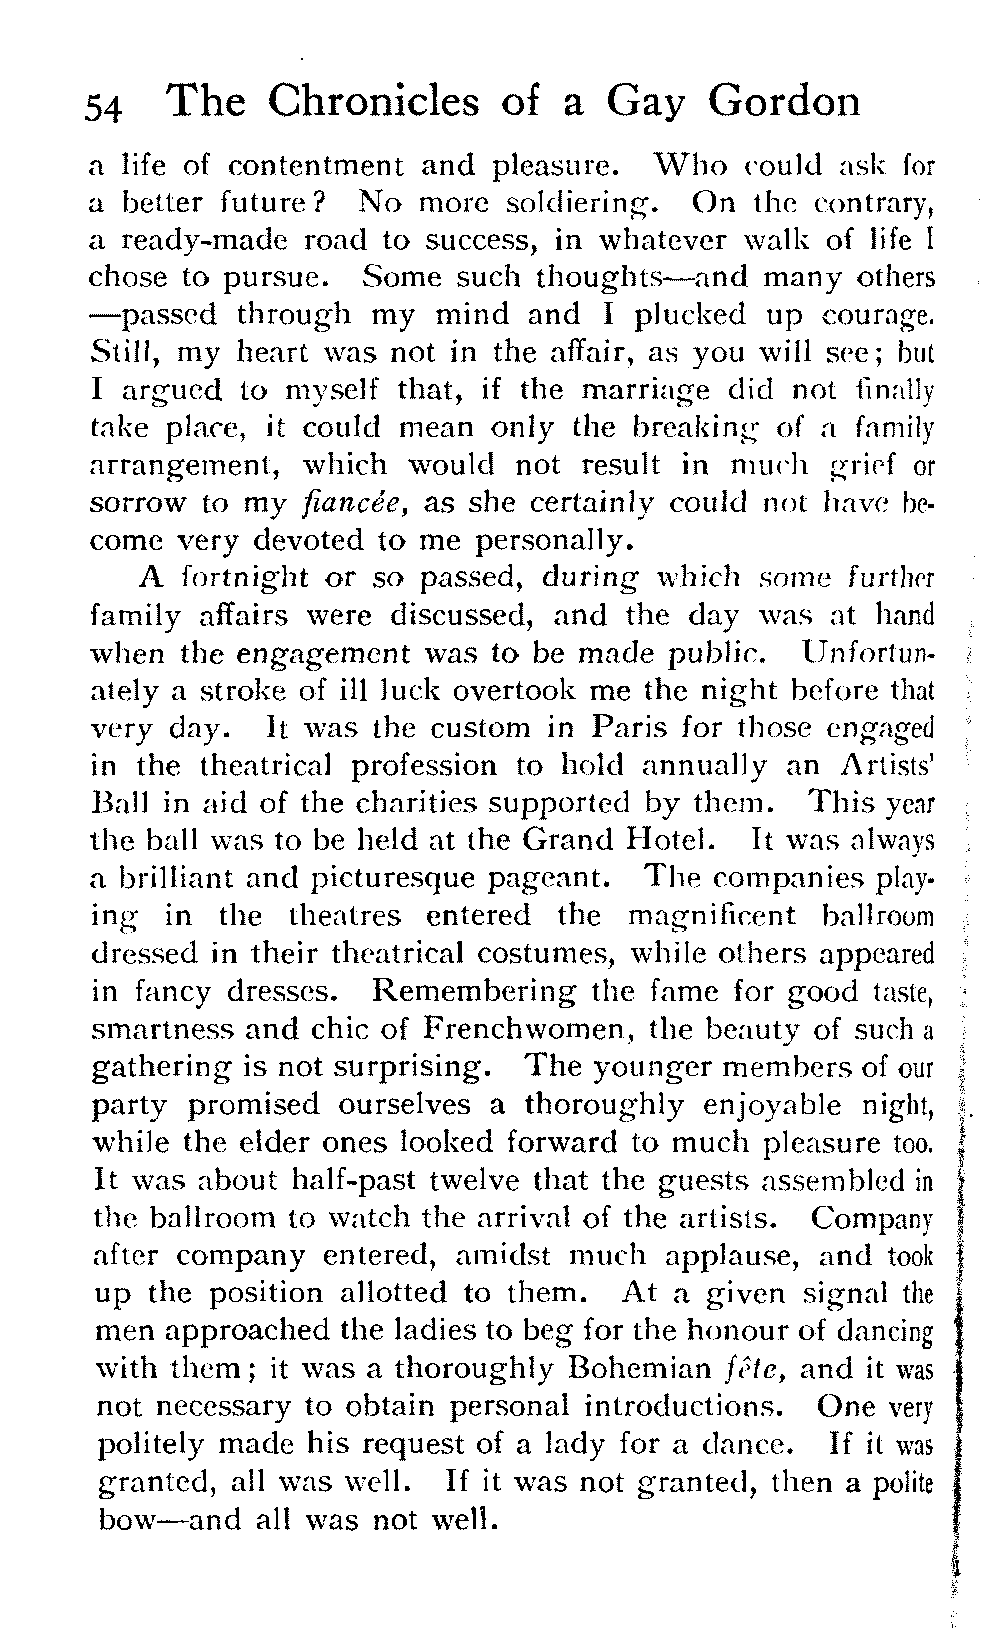 54 The Chronicles of a Gay Gordon
a life of contentment and pleasure. Who could ask for
a better future? No more soldiering. On the contrary,
a ready-made road to success, in whatever walk of life I
chose to pursue. Some such thoughts—and many others
—passed through my mind and I plucked up courage.
Still, my heart was not in the affair, as you will see; but
I argued to myself that, if the marriage did not finally
take place, it could mean only the breaking of a family
arrangement, which would not result in much grief or
sorrow to my fiancée, as she certainly could not have be-
come very devoted to me personally.
A fortnight or so passed, during which some further
family affairs were discussed, and the day was at hand
when the engagement was to be made public. Unfortun-
ately a stroke of ill luck overtook me the night before that
very day. It was the custom in Paris for those engaged
in the theatrical profession to hold annually an Artists'
Ball in aid of the charities supported by them. This year
the ball was to be held at the Grand Hotel. It was always
a brilliant and picturesque pageant. The companies play-
ing in the theatres entered the magnificent ballroom
dressed in their theatrical costumes, while others appeared
in fancy dresses. Remembering the fame for good taste,
smartness and chic of Frenchwomen, the beauty of such a
gathering is not surprising. The younger members of our
party promised ourselves a thoroughly enjoyable night,
while the elder ones looked forward to much pleasure too.
It was about half-past twelve that the guests assembled in
the ballroom to watch the arrival of the artists. Company
after company entered, amidst much applause, and took
up the position allotted to them. At a given signal the
men approached the ladies to beg for the honour of dancing
with them; it was a thoroughly Bohemian fête, and it was
not necessary to obtain personal introductions. One very
politely made his request of a lady for a dance. If it was
granted, all was well. If it was not granted, then a polite
bow—and all was not well.